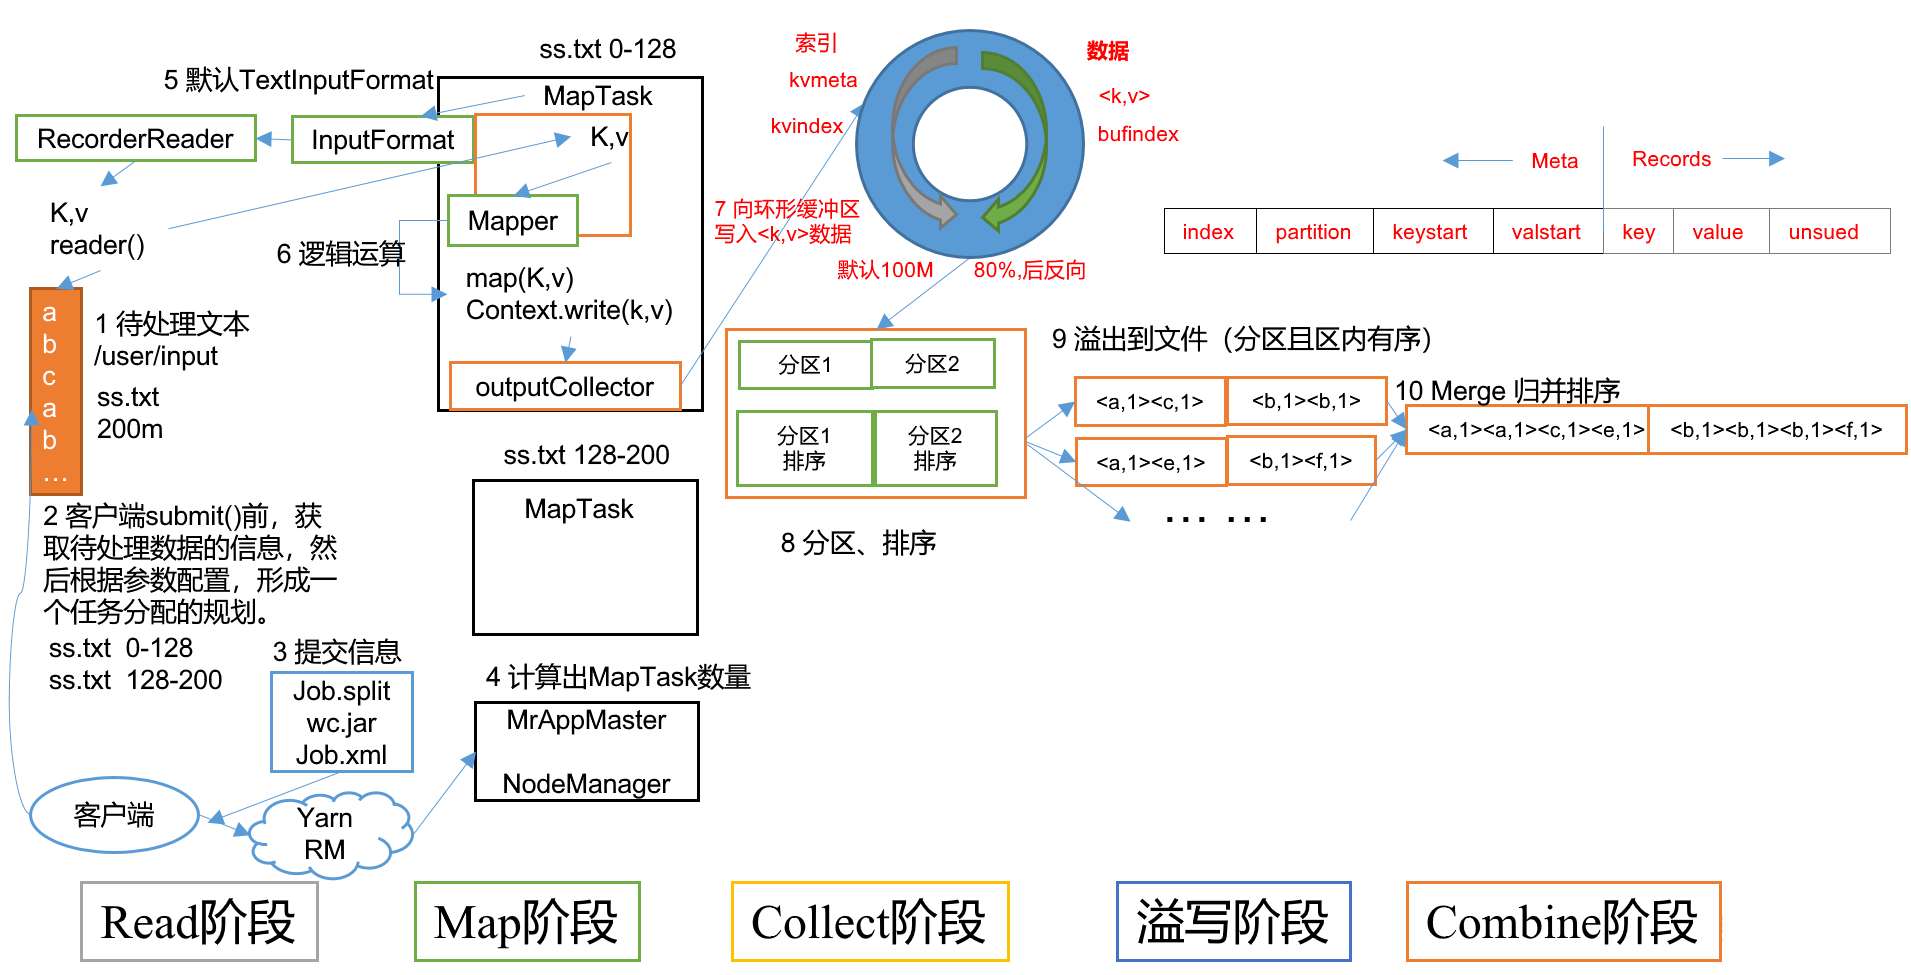 ss.txt 0-128
5 默认TextInputFormat
MapTask
RecorderReader
InputFormat
K,v
Mapper
K,v
reader()
6 逻辑运算
map(K,v)
Context.write(k,v)
outputCollector
a
b
c
a
b
...
1 待处理文本
/user/input
ss.txt
200m
2 客户端submit()前，获
取待处理数据的信息，然
后根据参数配置，形成一
个任务分配的规划。
ss.txt  0-128
ss.txt  128-200
3 提交信息
Job.split
wc.jar
Job.xml
客户端
Yarn
RM
ss.txt 128-200
MapTask
4 计算出MapTask数量
MrAppMaster
NodeManager
索引
kvmeta
kvindex
数据
<k,v>
bufindex
7 向环形缓冲区
写入<k,v>数据
默认100M
80%,后反向
Meta
Records
index
partition
keystart
valstart
key
value
unsued
分区1
分区2
分区1
排序
分区2
排序
8 分区、排序
9 溢出到文件（分区且区内有序）
<a,1><c,1>
<b,1><b,1>
<a,1><e,1>
<b,1><f,1>
... ...
10 Merge 归并排序
<a,1><a,1><c,1><e,1>
<b,1><b,1><b,1><f,1>
Read阶段
Map阶段
Collect阶段
溢写阶段
Combine阶段